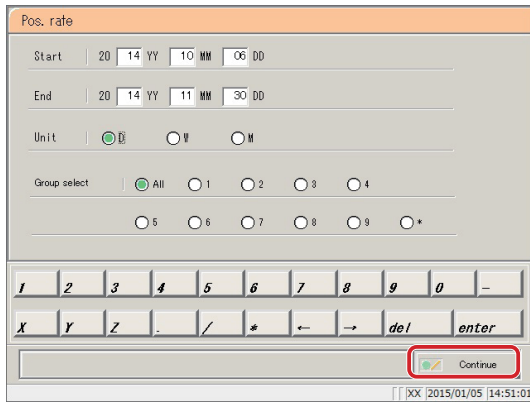 Pos. rate
Start 20 14 YY 10 MM 06 DD
End 20 14 YY 11 MM 30 DD
Unit D W M
Group select All 1 2 3 4
5 6 7 8 9 *
1 2 3 4 5 6 7 8 9 0 -
X Y Z . / * ← → del enter
Continue
XX 2015/01/05 14:51:01